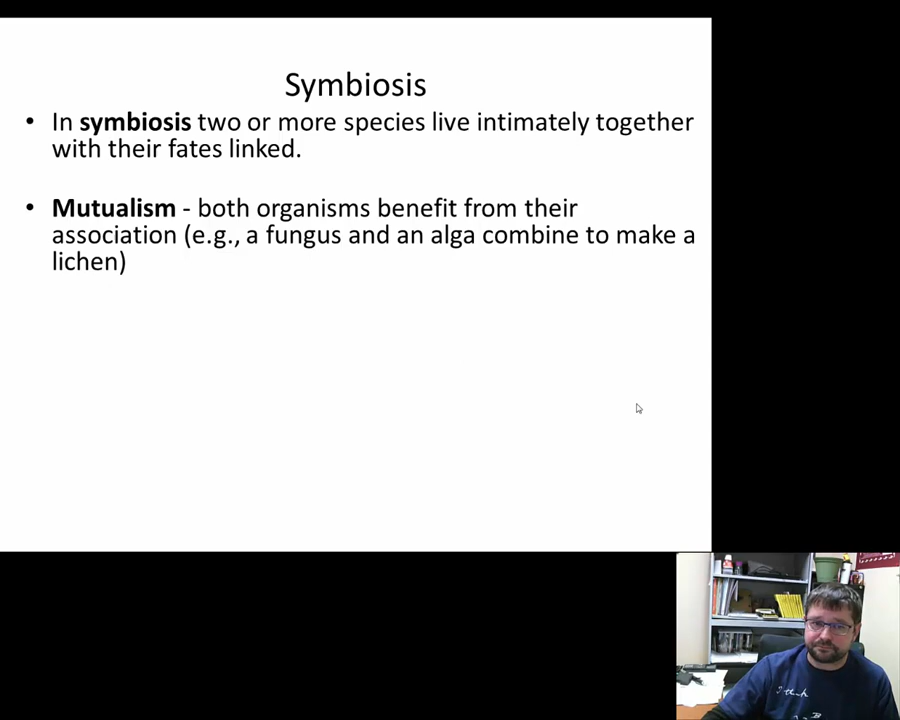 Symbiosis
• In symbiosis two or more species live intimately together
with their fates linked.
• Mutualism - both organisms benefit from their
association (e.g., a fungus and an alga combine to make a
lichen)
I think
B